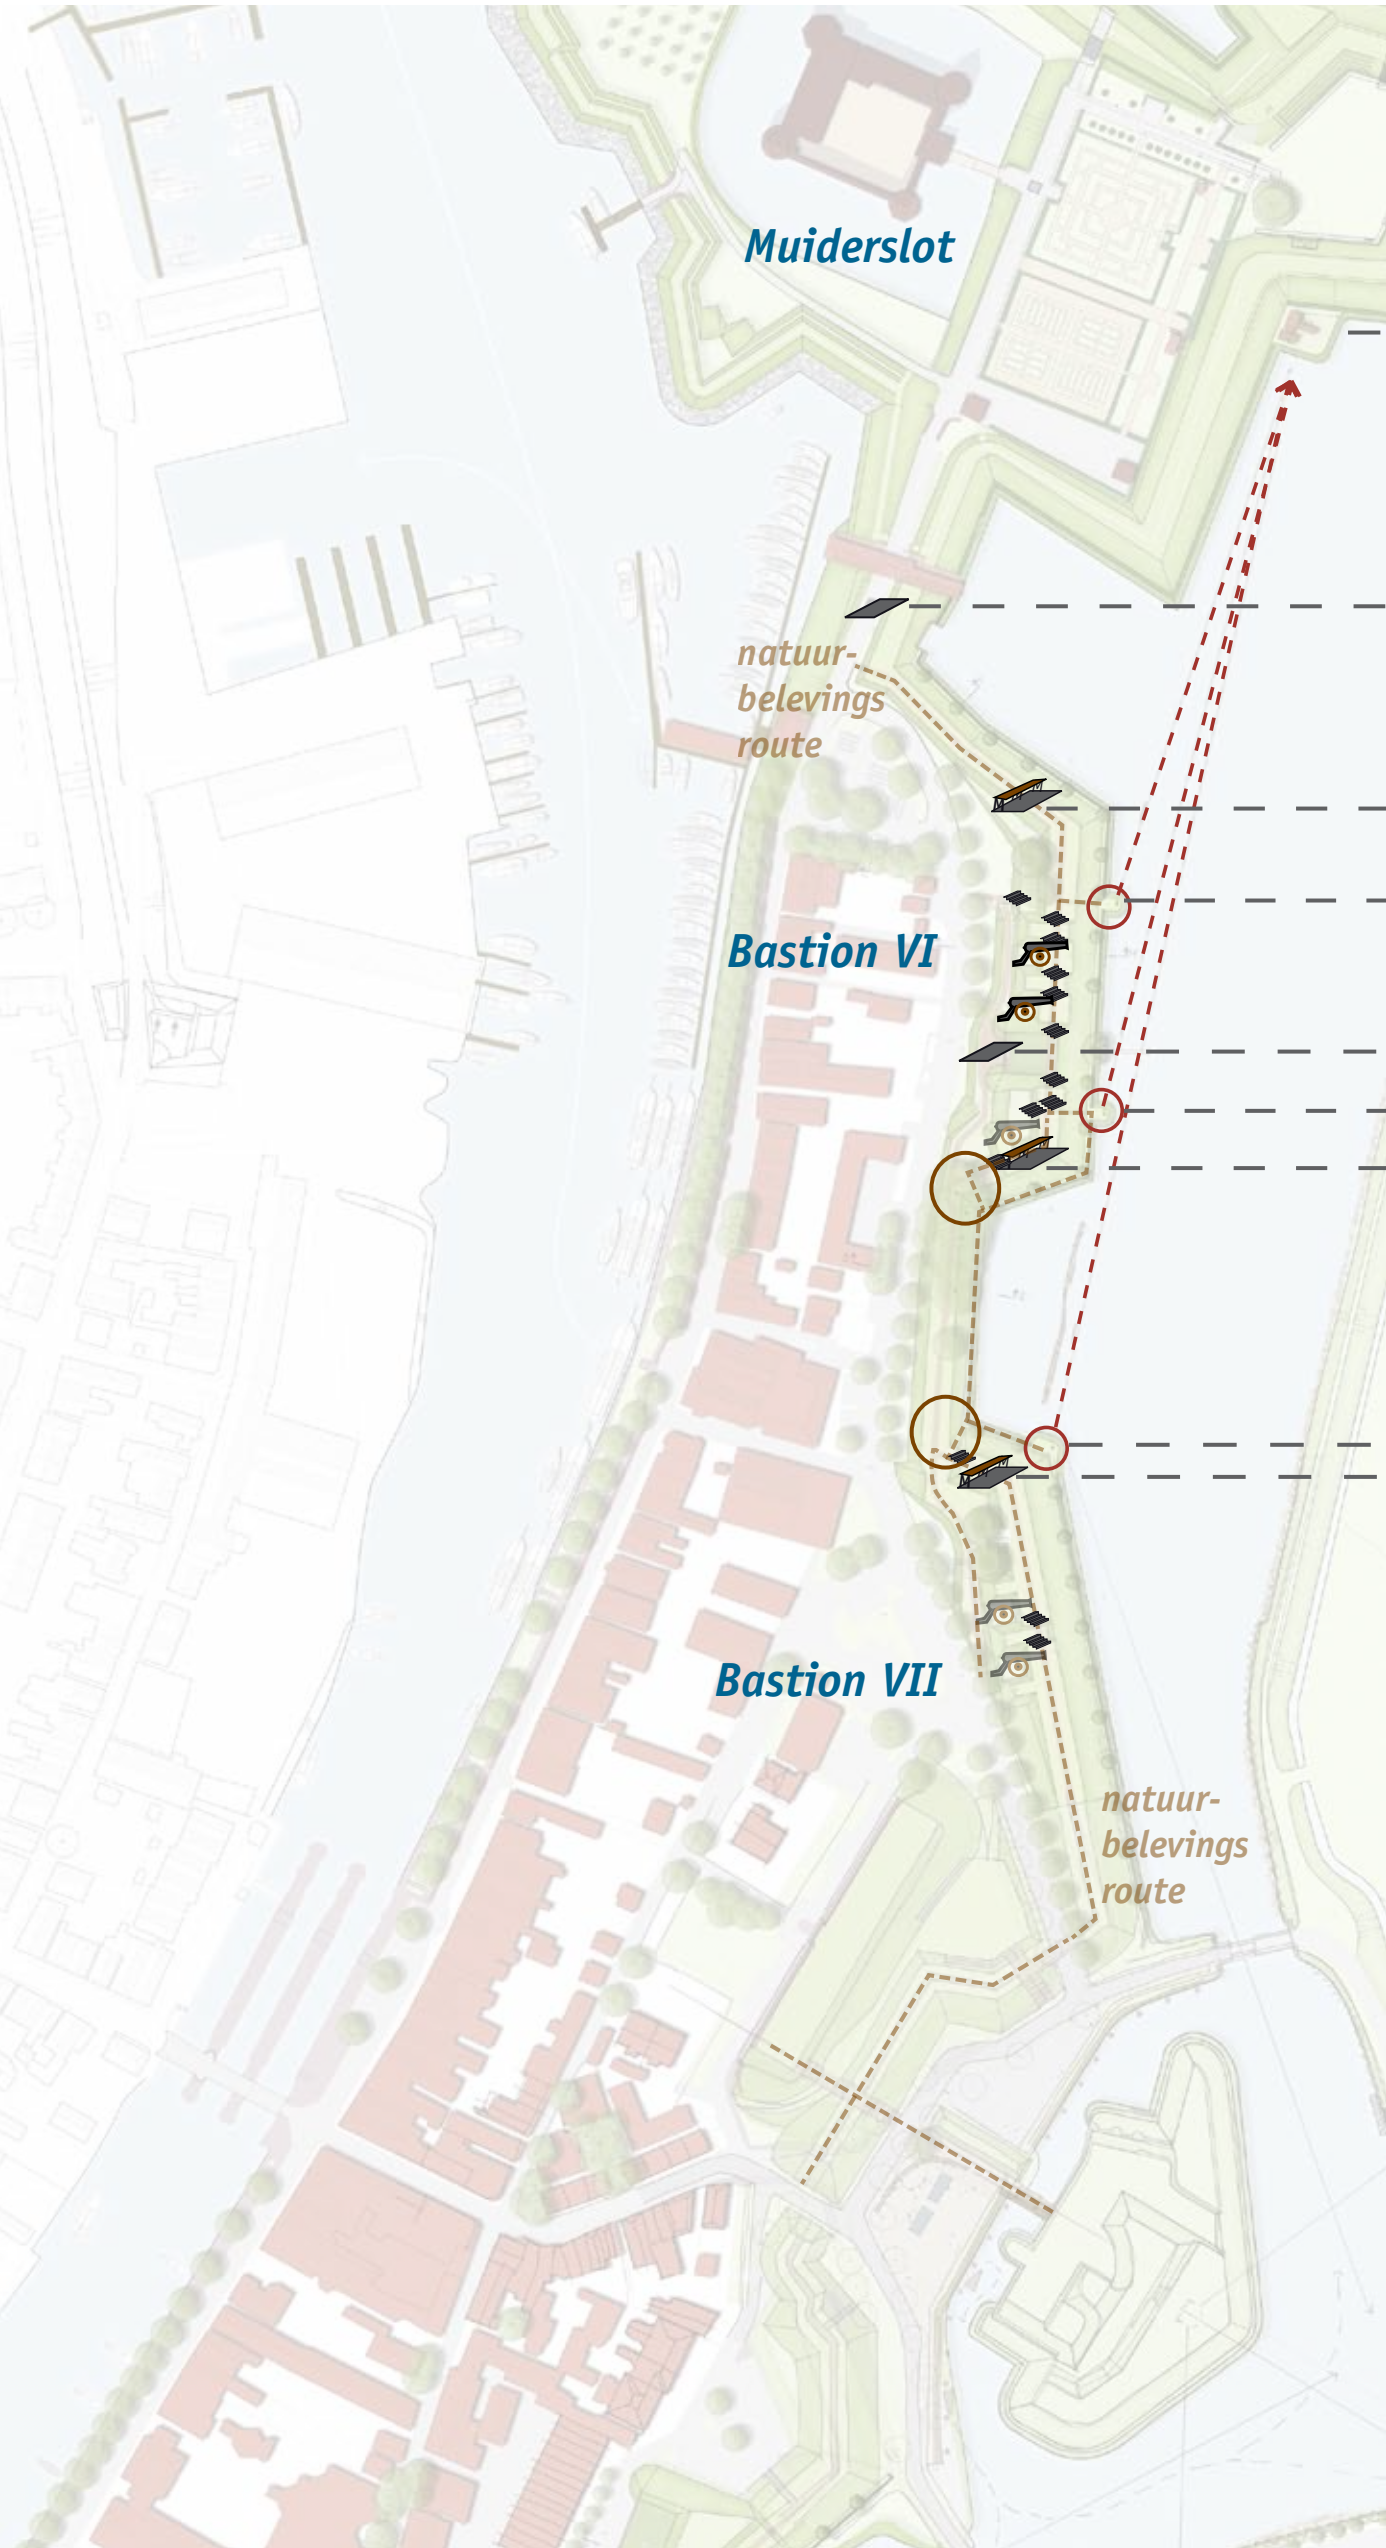 Muiderslot
natuur-
belevings
route
Bastion VI
Bastion VII
natuur-
belevings
route